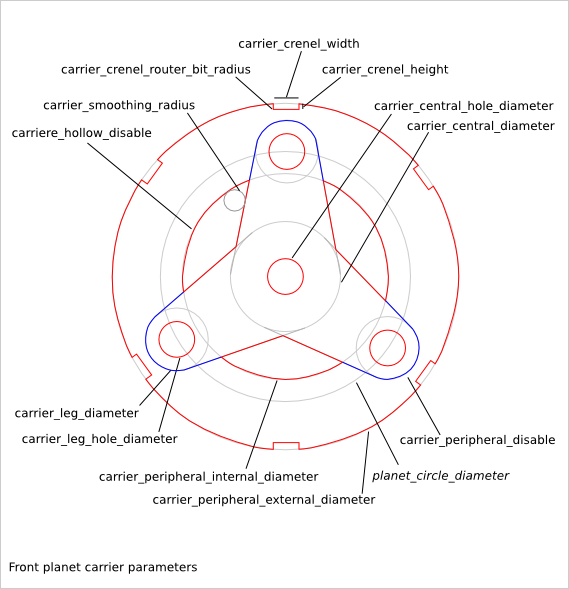 carrier_crenel_width
carrier_crenel_router_bit_radius
carrier_crenel_height
carrier_smoothing_radius
carrier_central_hole_diameter
carriere_hollow_disable
carrier_central_diameter
carrier_leg_diameter
carrier_leg_hole_diameter
carrier_peripheral_disable
carrier_peripheral_internal_diameter
planet_circle_diameter
carrier_peripheral_external_diameter
Front planet carrier parameters